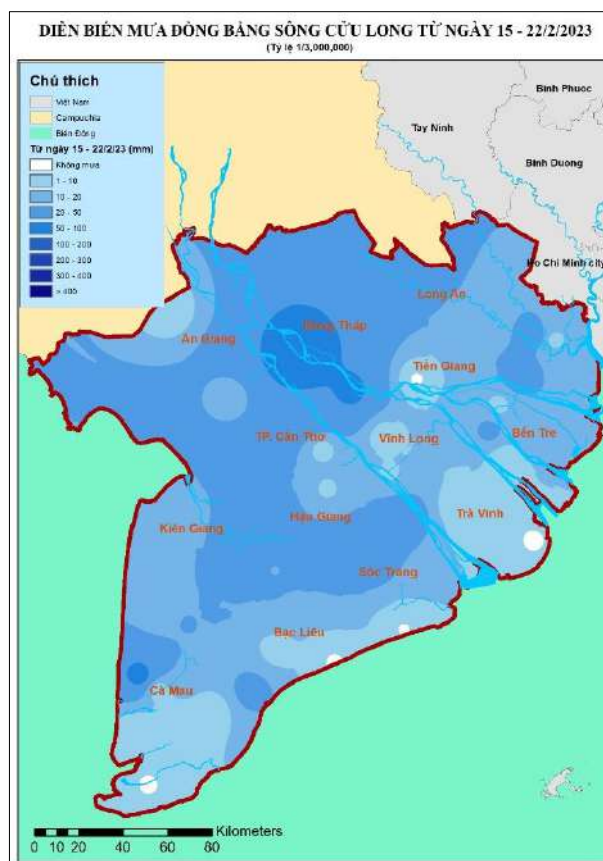 DIỄN BIẾN MƯA ĐỒNG BẰNG SÔNG CỬU LONG TỪ NGÀY 15 - 22/2/2023
(Tỷ lệ 1/3,000,000)
Chú thích
Việt Nam
Campuchia
Biển Đông
Từ ngày 15 - 22/2/23 (mm)
Không mưa
1 - 10
10 - 20
20 - 50
50 - 100
100 - 200
200 - 300
300 - 400
> 400
Binh Phuoc
Tay Ninh
Binh Duong
Ho Chi Minh city
Long An
Đồng Tháp
An Giang
Tiền Giang
TP. Cần Thơ
Vĩnh Long
Bến Tre
Kiên Giang
Hậu Giang
Trà Vinh
Sóc Trăng
Bạc Liêu
Cà Mau
Kilometers
0 10 20 40 60 80